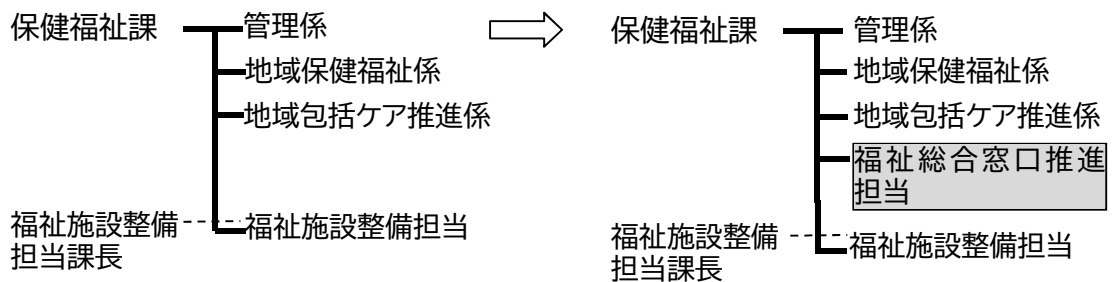 保健福祉課
管理係
地域保健福祉係
地域包括ケア推進係
福祉施設整備
担当課長
福祉施設整備担当
保健福祉課
管理係
地域保健福祉係
地域包括ケア推進係
福祉総合窓口推進
担当
福祉施設整備
担当課長
福祉施設整備担当